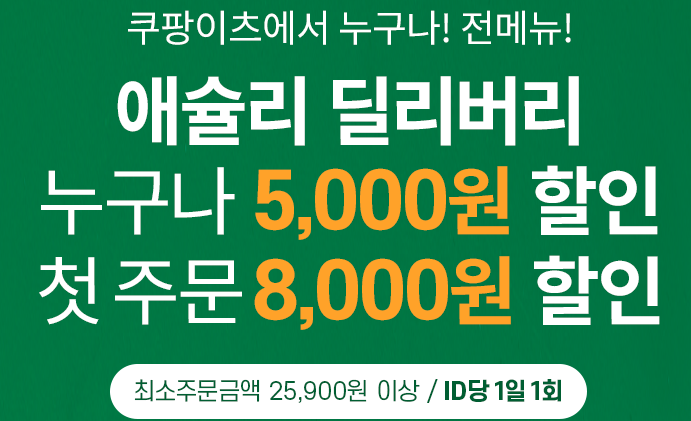 쿠팡이츠에서 누구나! 전메뉴!
애슐리 딜리버리
누구나 5,000원 할인
첫 주문 8,000원 할인
최소주문금액 25,900원 이상 / ID당 1일 1회